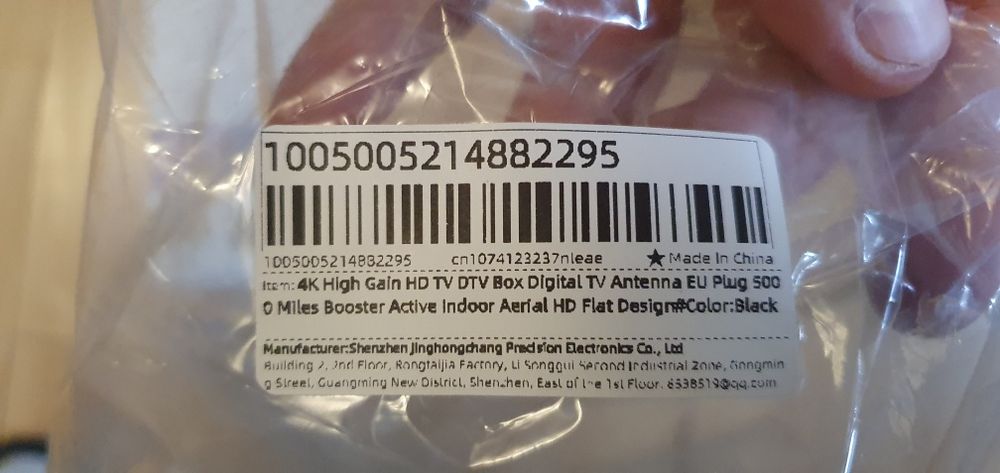 1005005214882295
1005005214882295 cn1074123237nleae ★ Made In China
Item: 4K High Gain HD TV DTV Box Digital TV Antenna EU Plug 500
0 Miles Booster Active Indoor Aerial HD Flat Design#Color:Black
Manufacturer:Shenzhen Jinghongchang Precision Electronics Co., Ltd
Building 2, 2nd Floor, Rongtaijia Factory, Li Songgui Second Industrial Zone, Gongmin
g Street, Guangming New District, Shenzhen, East of the 1st Floor. @qq.com